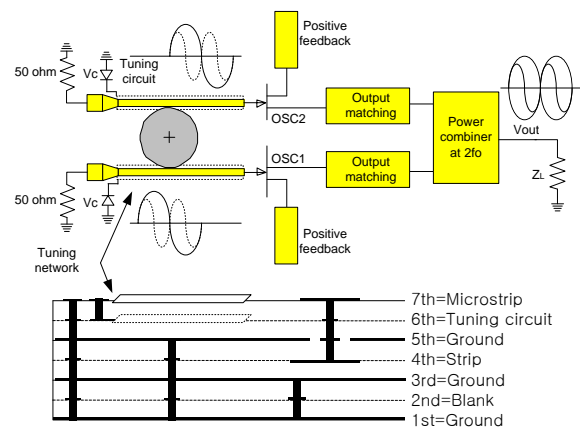 Positive
feedback
Vc
Tuning
circuit
50 ohm
OSC2
Output
matching
Power
combiner
at 2fo
Vout
ZL
OSC1
Output
matching
50 ohm
Vc
Positive
feedback
Tuning
network
7th=Microstrip
6th=Tuning circuit
5th=Ground
4th=Strip
3rd=Ground
2nd=Blank
1st=Ground